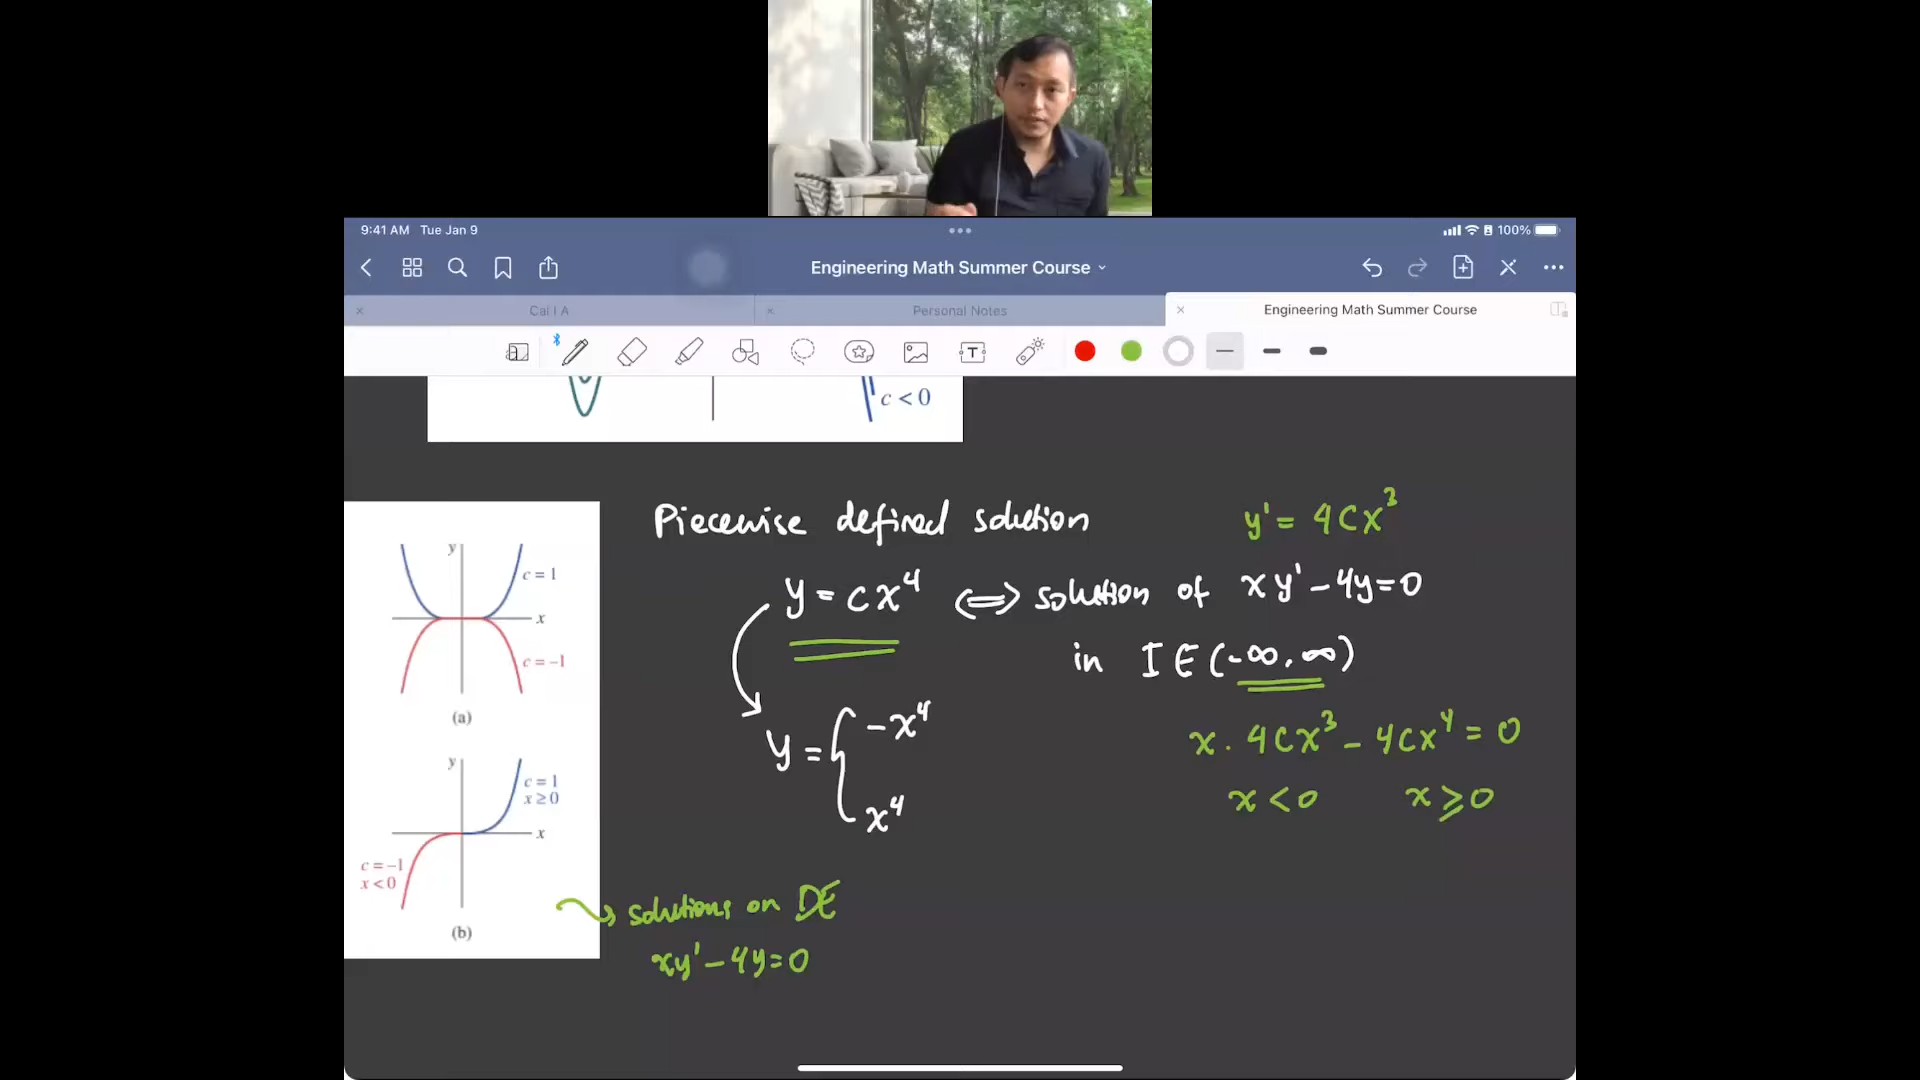 9:41 AM Tue Jan 9
100%
Engineering Math Summer Course
Cal I A
Personal Notes
Engineering Math Summer Course
T
c < 0
Piecewise defined solution
y' = 4Cx³
y = cx⁴ ⇔ solution of xy' - 4y = 0
in I ∈ (-∞, ∞)
y = { -x⁴
x⁴
x · 4Cx³ - 4Cx⁴ = 0
x < 0 x ⩾ 0
y
c = 1
x
c = -1
(a)
y
c = 1
x ≥ 0
x
c = -1
x < 0
(b)
solutions on DE
xy' - 4y = 0